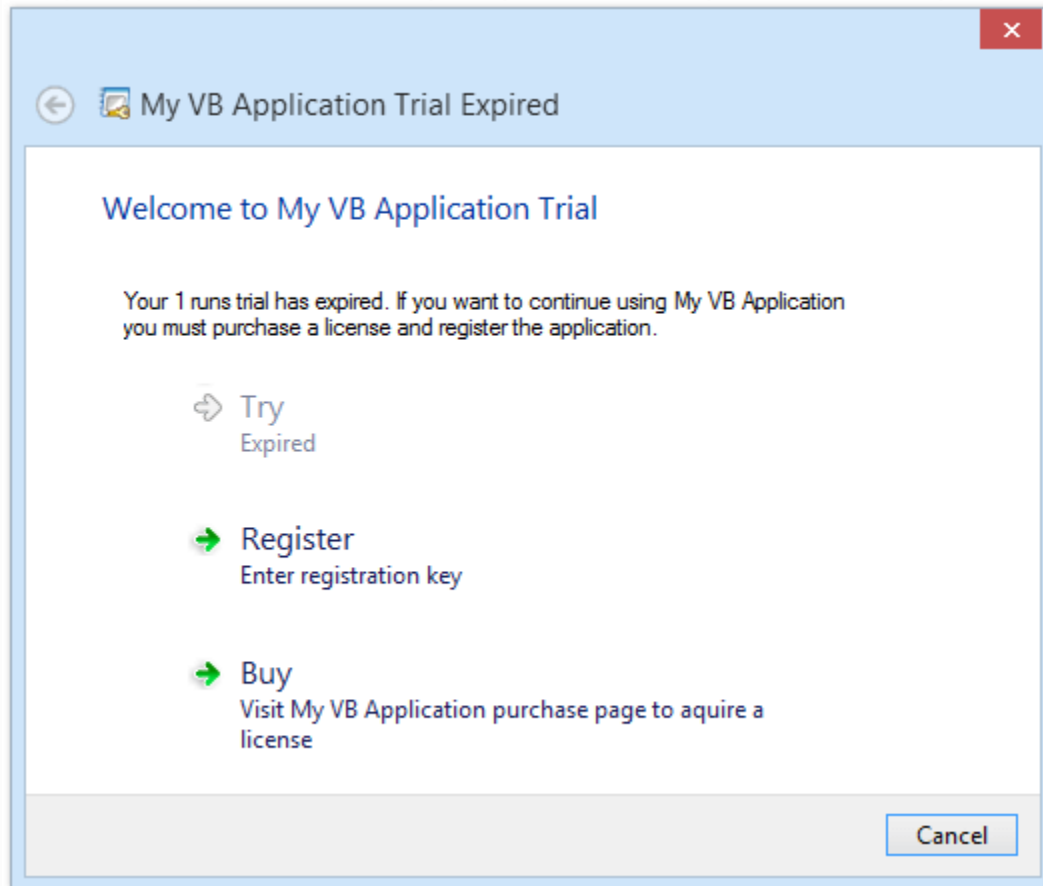 My VB Application Trial Expired
Welcome to My VB Application Trial
Your 1 runs trial has expired. If you want to continue using My VB Application
you must purchase a license and register the application.
Try
Expired
Register
Enter registration key
Buy
Visit My VB Application purchase page to aquire a
license
Cancel